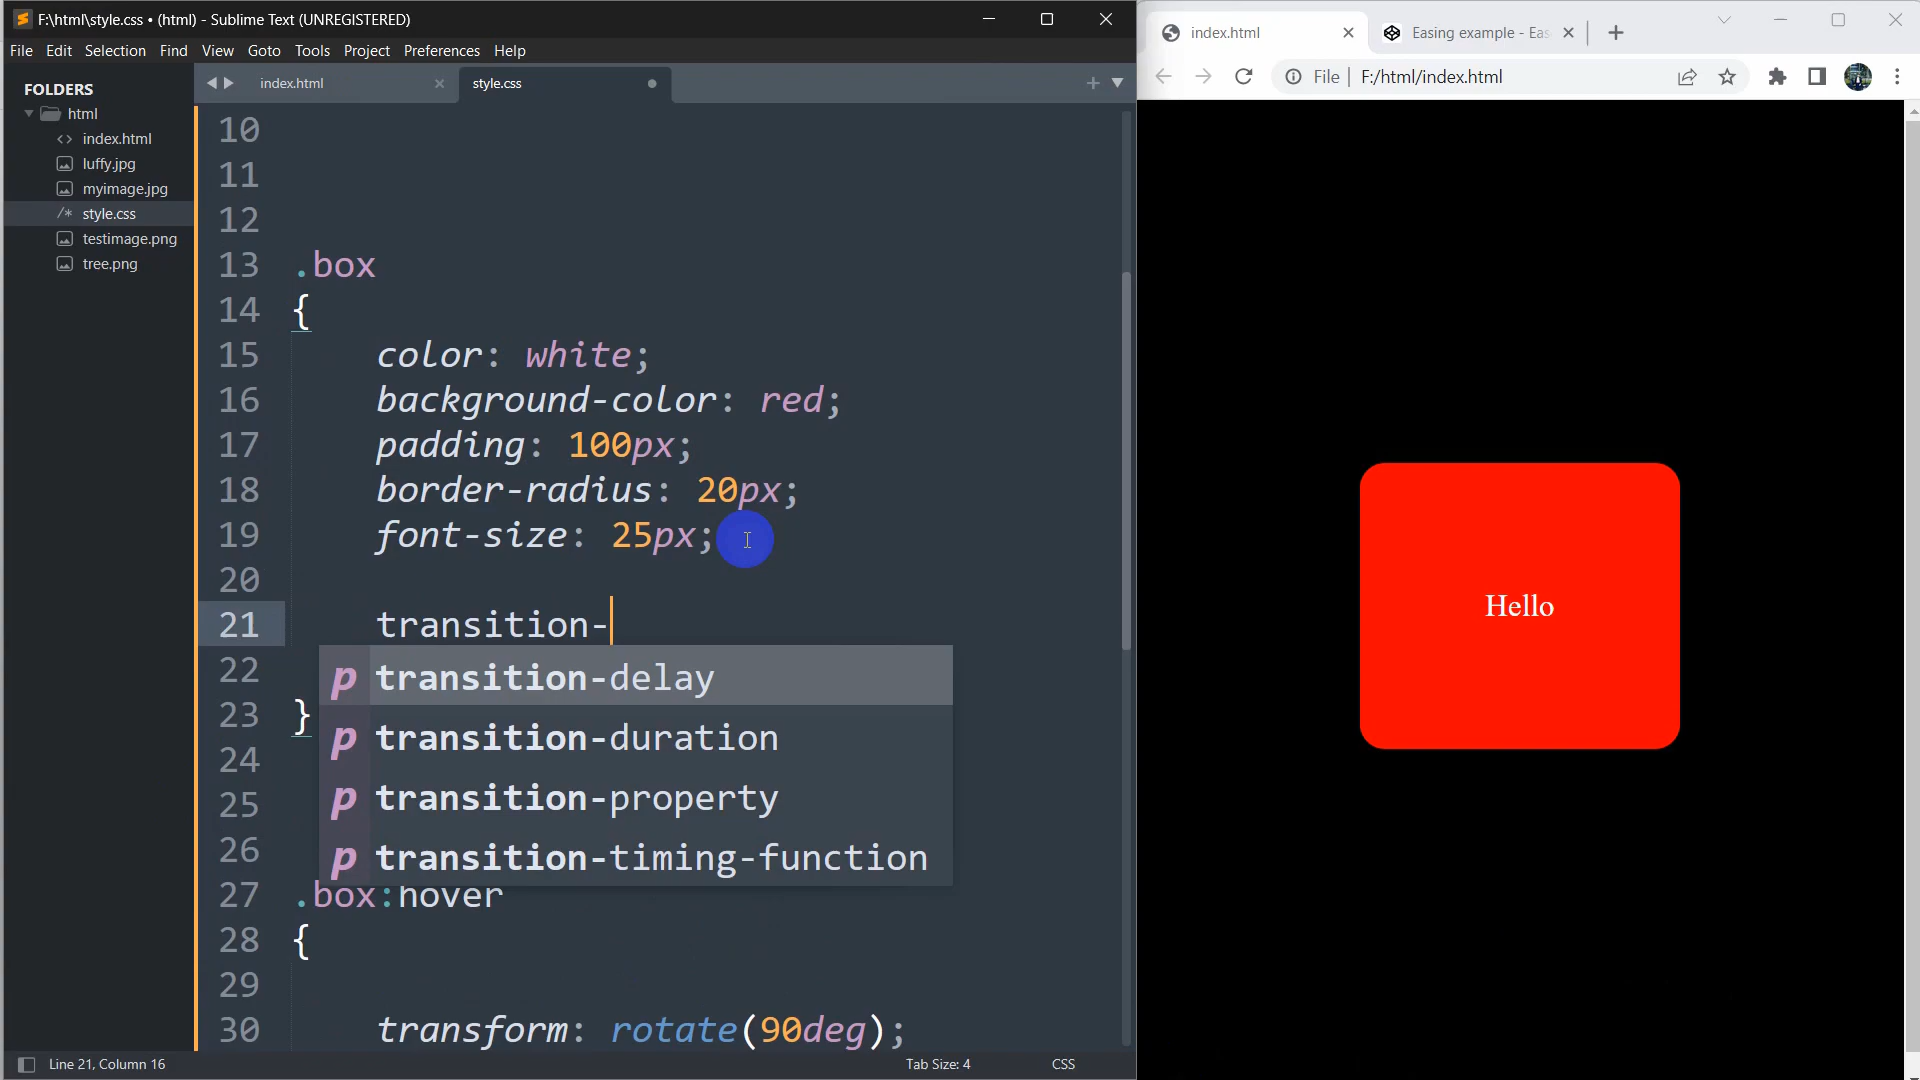 F:\html\style.css • (html) - Sublime Text (UNREGISTERED)
File Edit Selection Find View Goto Tools Project Preferences Help
FOLDERS
html
index.html
luffy.jpg
myimage.jpg
style.css
testimage.png
tree.png
index.html
style.css
10
11
12
13 .box
14 {
15 color: white;
16 background-color: red;
17 padding: 100px;
18 border-radius: 20px;
19 font-size: 25px;
20
21 transition-
22
23 }
24
25
26
p transition-delay
p transition-duration
p transition-property
p transition-timing-function
27 .box:hover
28 {
29
30 transform: rotate(90deg);
Line 21, Column 16
Tab Size: 4
CSS
index.html
Easing example - Eas
File F:/html/index.html
Hello